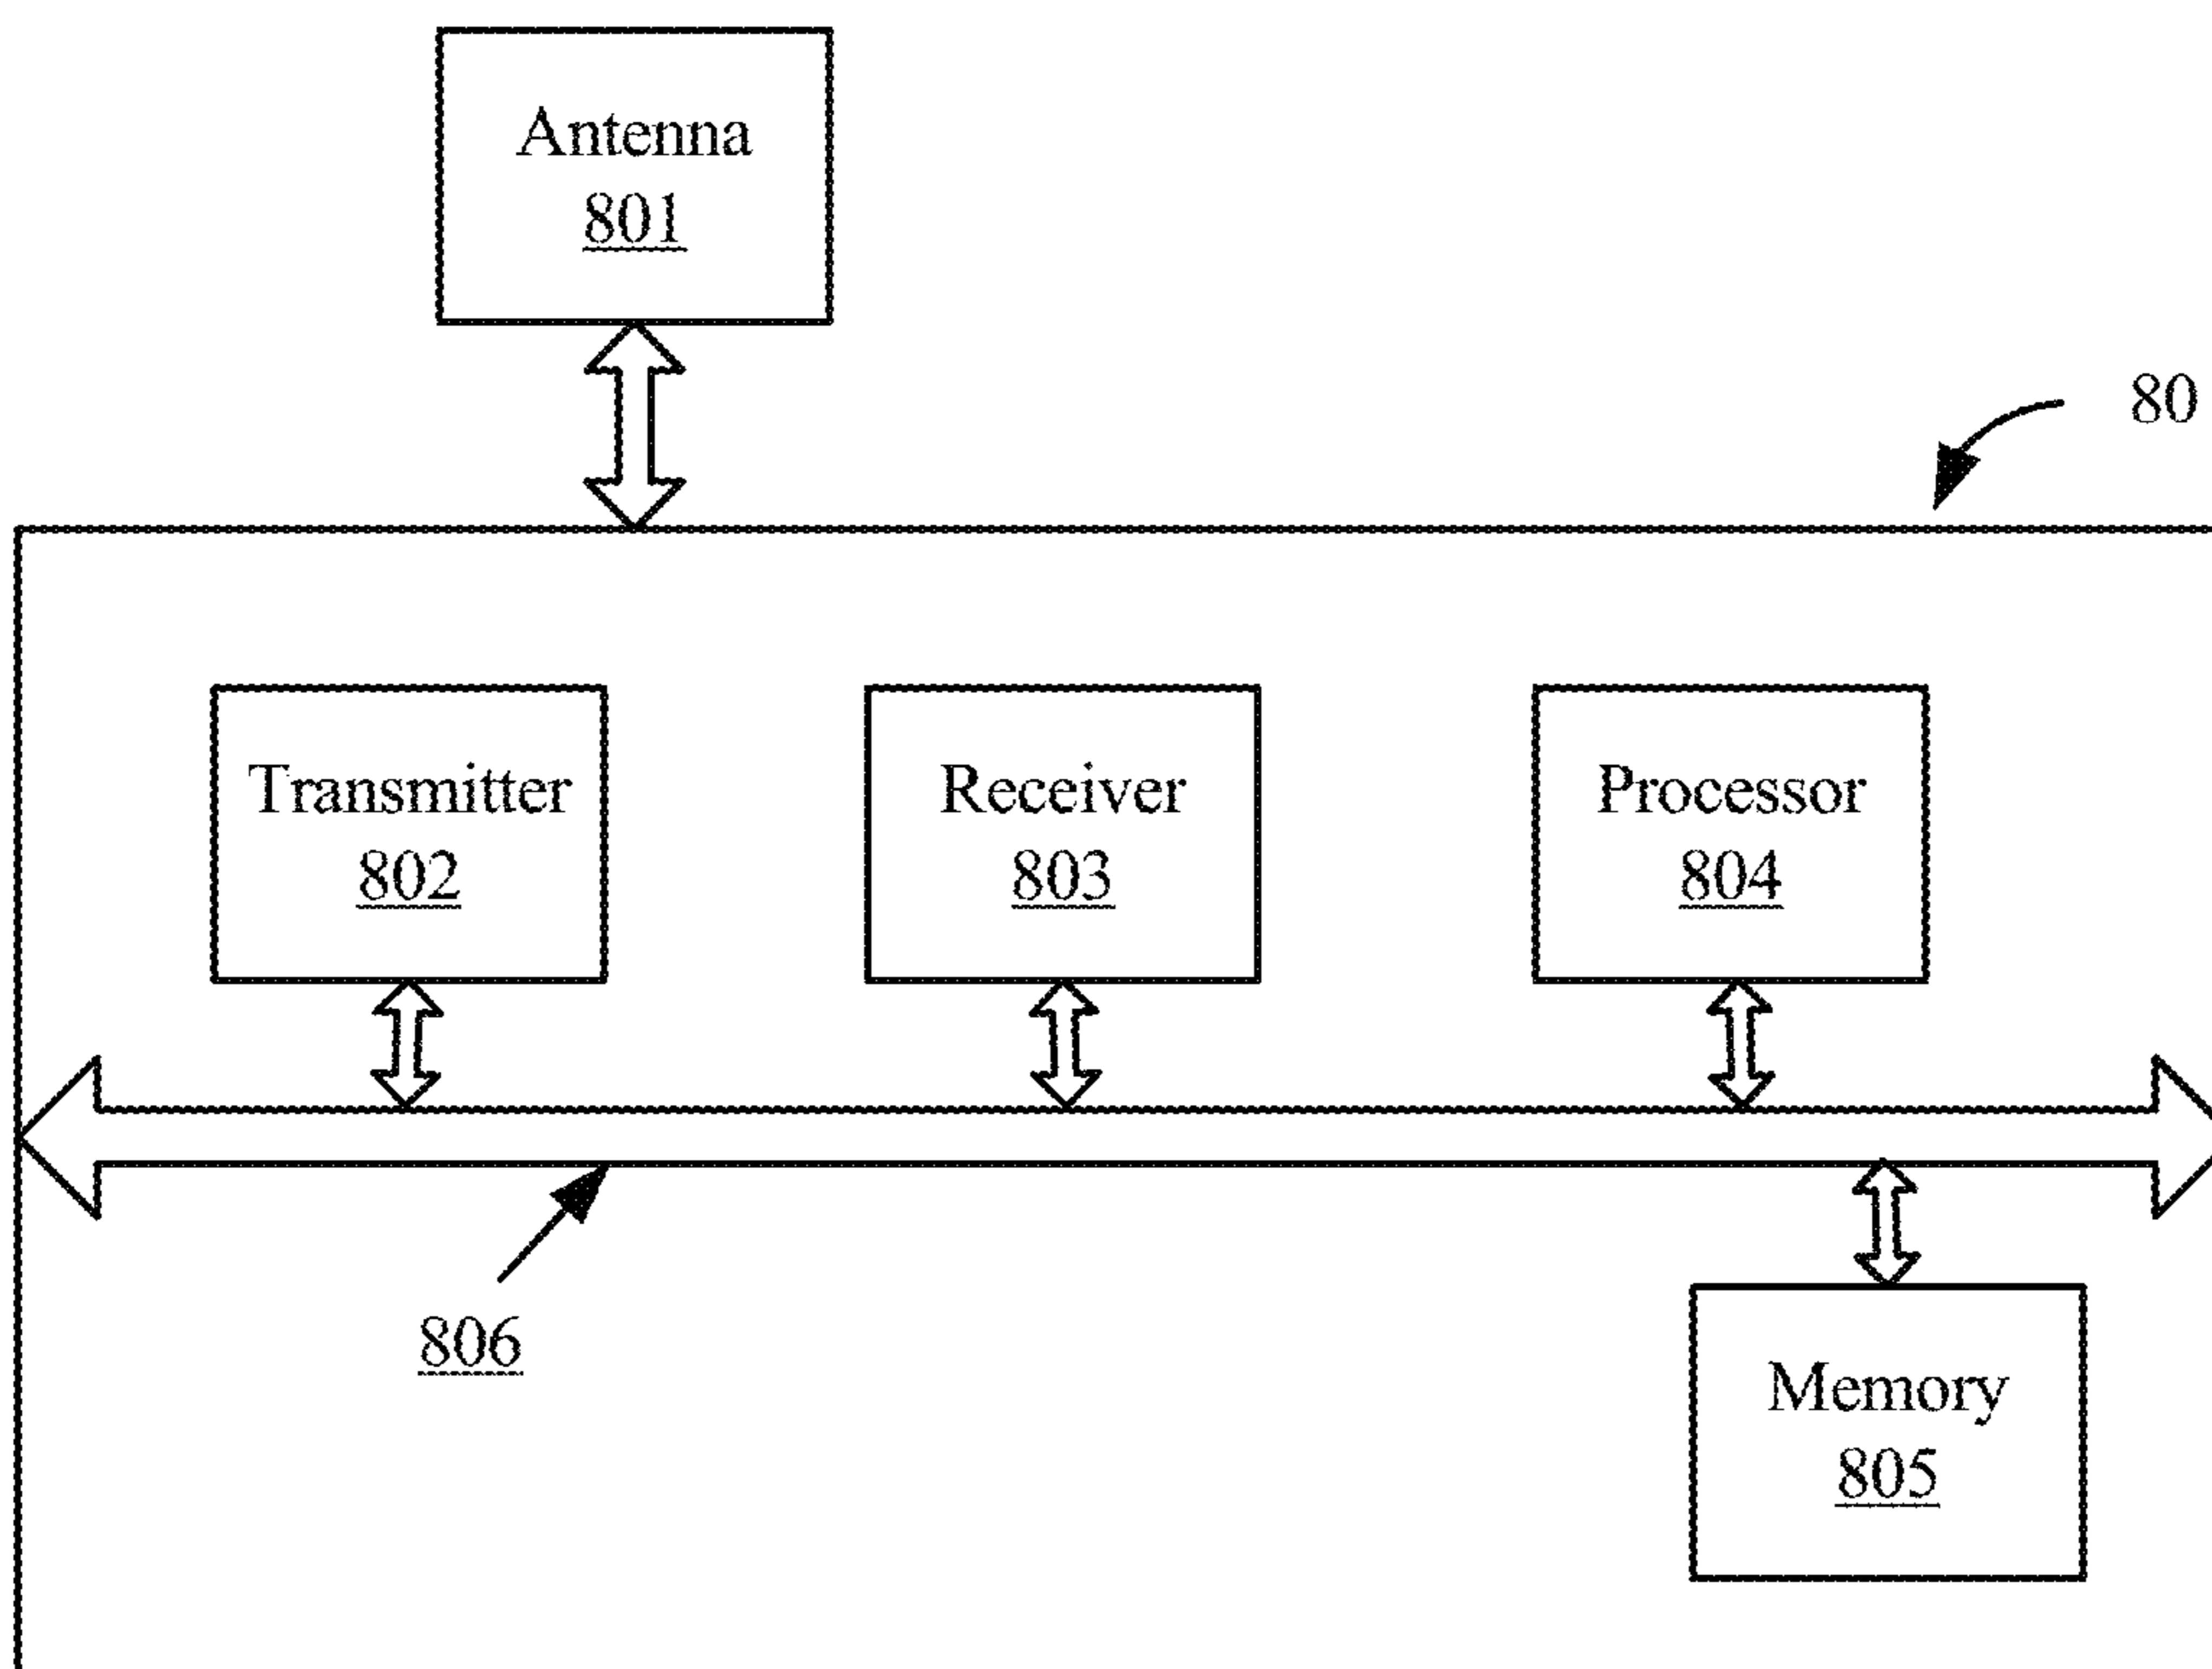 Antenna
801
80
Transmitter
802
Receiver
803
Processor
804
806
Memory
805